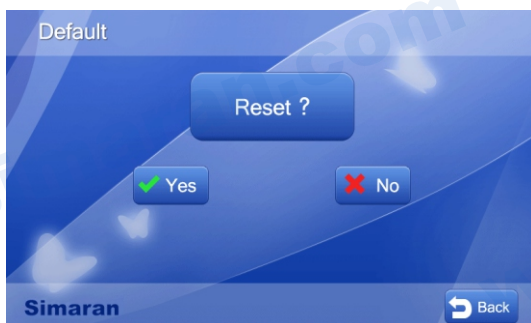 Default
Reset ?
Yes
No
Simaran
Back